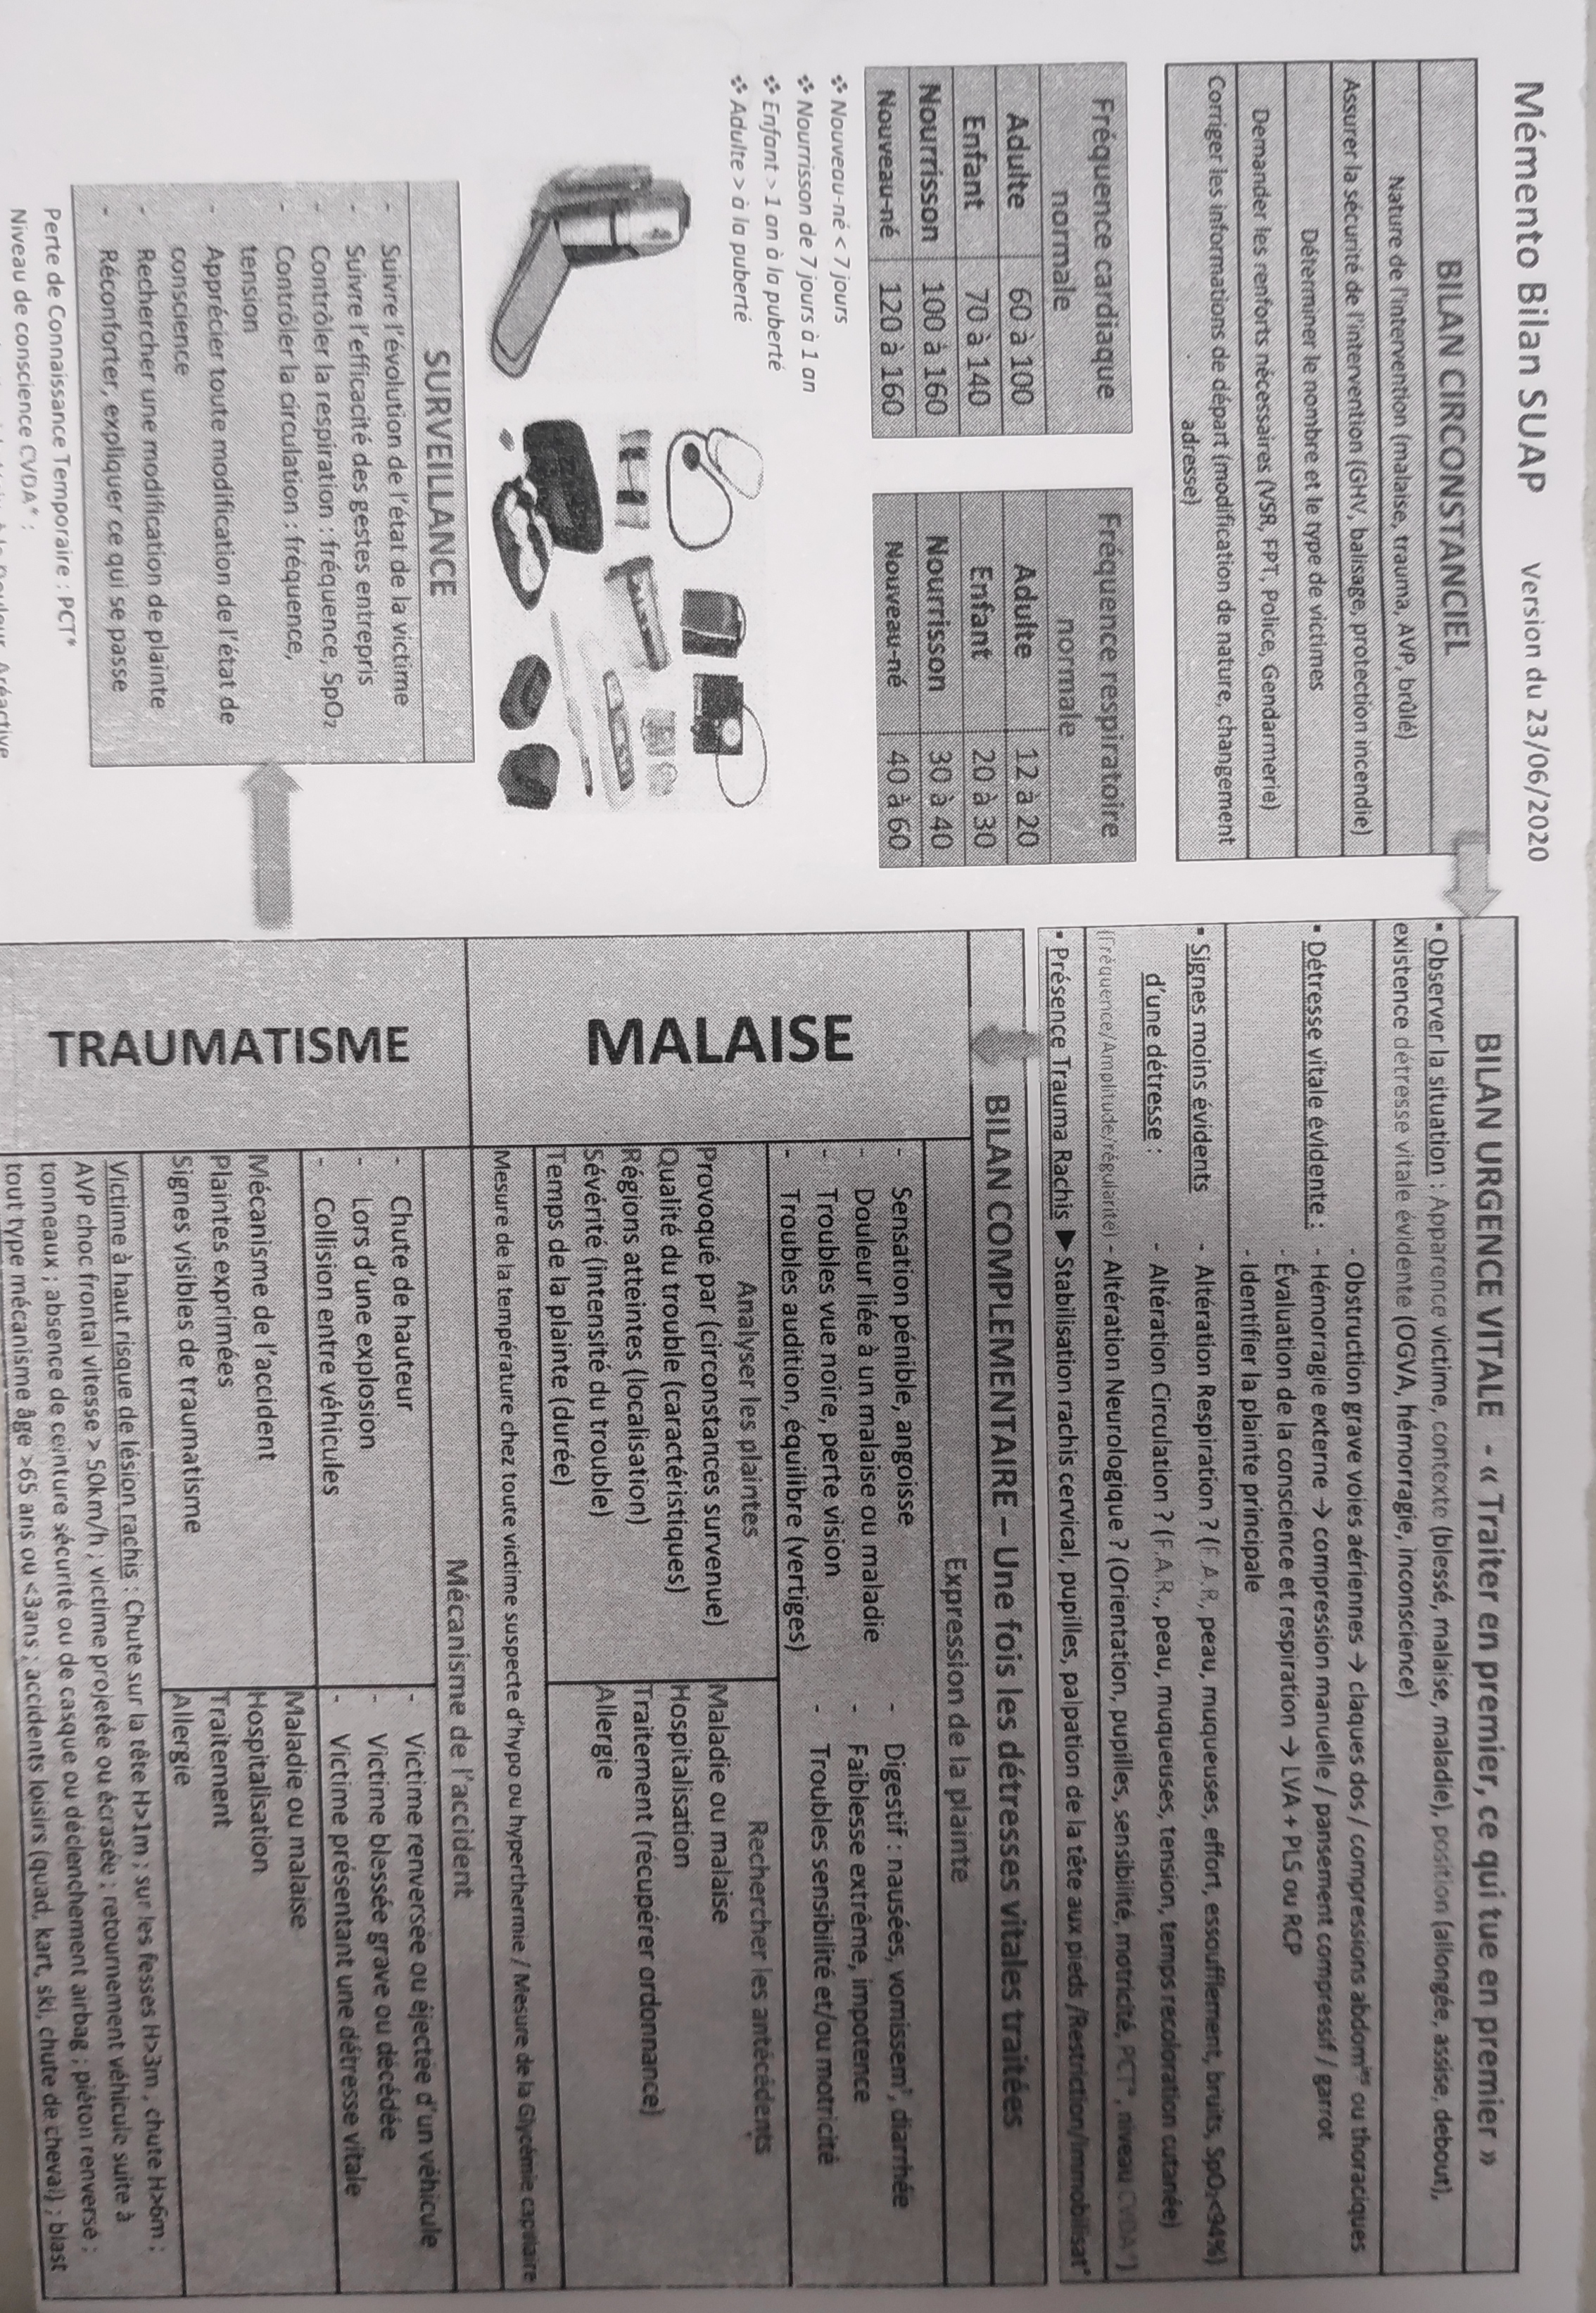 Mémento Bilan SUAP Version du 23/06/2020
BILAN CIRCONSTANCIEL
Nature de l'intervention (malaise, trauma, AVP, brûlé)
Assurer la sécurité de l'intervention (GHV, balisage, protection incendie)
Déterminer le nombre et le type de victimes
Demander les renforts nécessaires (VSR, FPT, Police, Gendarmerie)
Corriger les informations de départ (modification de nature, changement
adresse)
Fréquence cardiaque
normale
Adulte 60 à 100
Enfant 70 à 140
Nourrisson 100 à 160
Nouveau-né 120 à 160
Fréquence respiratoire
normale
Adulte 12 à 20
Enfant 20 à 30
Nourrisson 30 à 40
Nouveau-né 40 à 60
❖ Nouveau-né < 7 jours
❖ Nourrisson de 7 jours à 1 an
❖ Enfant > 1 an à la puberté
❖ Adulte > à la puberté
BILAN URGENCE VITALE - « Traiter en premier, ce qui tue en premier »
▪ Observer la situation : Apparence victime, contexte (blessé, malaise, maladie), position (allongée, assise, debout),
existence détresse vitale évidente (OGVA, hémorragie, inconscience)
- Obstruction grave voies aériennes → claques dos / compressions abdom^ies ou thoraciques
▪ Détresse vitale évidente : - Hémorragie externe → compression manuelle / pansement compressif / garrot
- Évaluation de la conscience et respiration → LVA + PLS ou RCP
- Identifier la plainte principale
▪ Signes moins évidents - Altération Respiration ? (F.A.R, peau, muqueuses, effort, essoufflement, bruits, SpO₂<94%)
d'une détresse : - Altération Circulation ? (F.A.R., peau, muqueuses, tension, temps recoloration cutanée)
(Fréquence/Amplitude/régularité) - Altération Neurologique ? (Orientation, pupilles, sensibilité, motricité, PCT*, niveau CVDA*)
▪ Présence Trauma Rachis ► Stabilisation rachis cervical, pupilles, palpation de la tête aux pieds /Restriction/Immobilisat°
BILAN COMPLEMENTAIRE – Une fois les détresses vitales traitées
MALAISE
Expression de la plainte
- Sensation pénible, angoisse
- Douleur liée à un malaise ou maladie
- Troubles vue noire, perte vision
- Troubles audition, équilibre (vertiges)
- Digestif : nausées, vomissem^t, diarrhée
- Faiblesse extrême, impotence
- Troubles sensibilité et/ou motricité
Analyser les plaintes
Provoqué par (circonstances survenue)
Qualité du trouble (caractéristiques)
Régions atteintes (localisation)
Sévérité (intensité du trouble)
Temps de la plainte (durée)
Rechercher les antécédents
Maladie ou malaise
Hospitalisation
Traitement (récupérer ordonnance)
Allergie
Mesure de la température chez toute victime suspecte d'hypo ou hyperthermie / Mesure de la Glycémie capillaire
TRAUMATISME
Mécanisme de l'accident
- Chute de hauteur
- Lors d'une explosion
- Collision entre véhicules
- Victime renversée ou éjectée d'un véhicule
- Victime blessée grave ou décédée
- Victime présentant une détresse vitale
Mécanisme de l'accident
Plaintes exprimées
Signes visibles de traumatisme
Maladie ou malaise
Hospitalisation
Traitement
Allergie
Victime à haut risque de lésion rachis : Chute sur la tête H>1m ; sur les fesses H>3m , chute H>6m ;
AVP choc frontal vitesse > 50km/h ; victime projetée ou écrasée ; retournement véhicule suite à
tonneaux ; absence de ceinture sécurité ou de casque ou déclenchement airbag ; piéton renversé ;
tout type mécanisme âge >65 ans ou <3ans ; accidents loisirs (quad, kart, ski, chute de cheval) ; blast
SURVEILLANCE
- Suivre l'évolution de l'état de la victime
- Suivre l'efficacité des gestes entrepris
- Contrôler la respiration : fréquence, SpO₂
- Contrôler la circulation : fréquence,
tension
- Apprécier toute modification de l'état de
conscience
- Rechercher une modification de plainte
- Réconforter, expliquer ce qui se passe
Perte de Connaissance Temporaire : PCT*
Niveau de conscience CVDA* :
Douleur, Aréactive